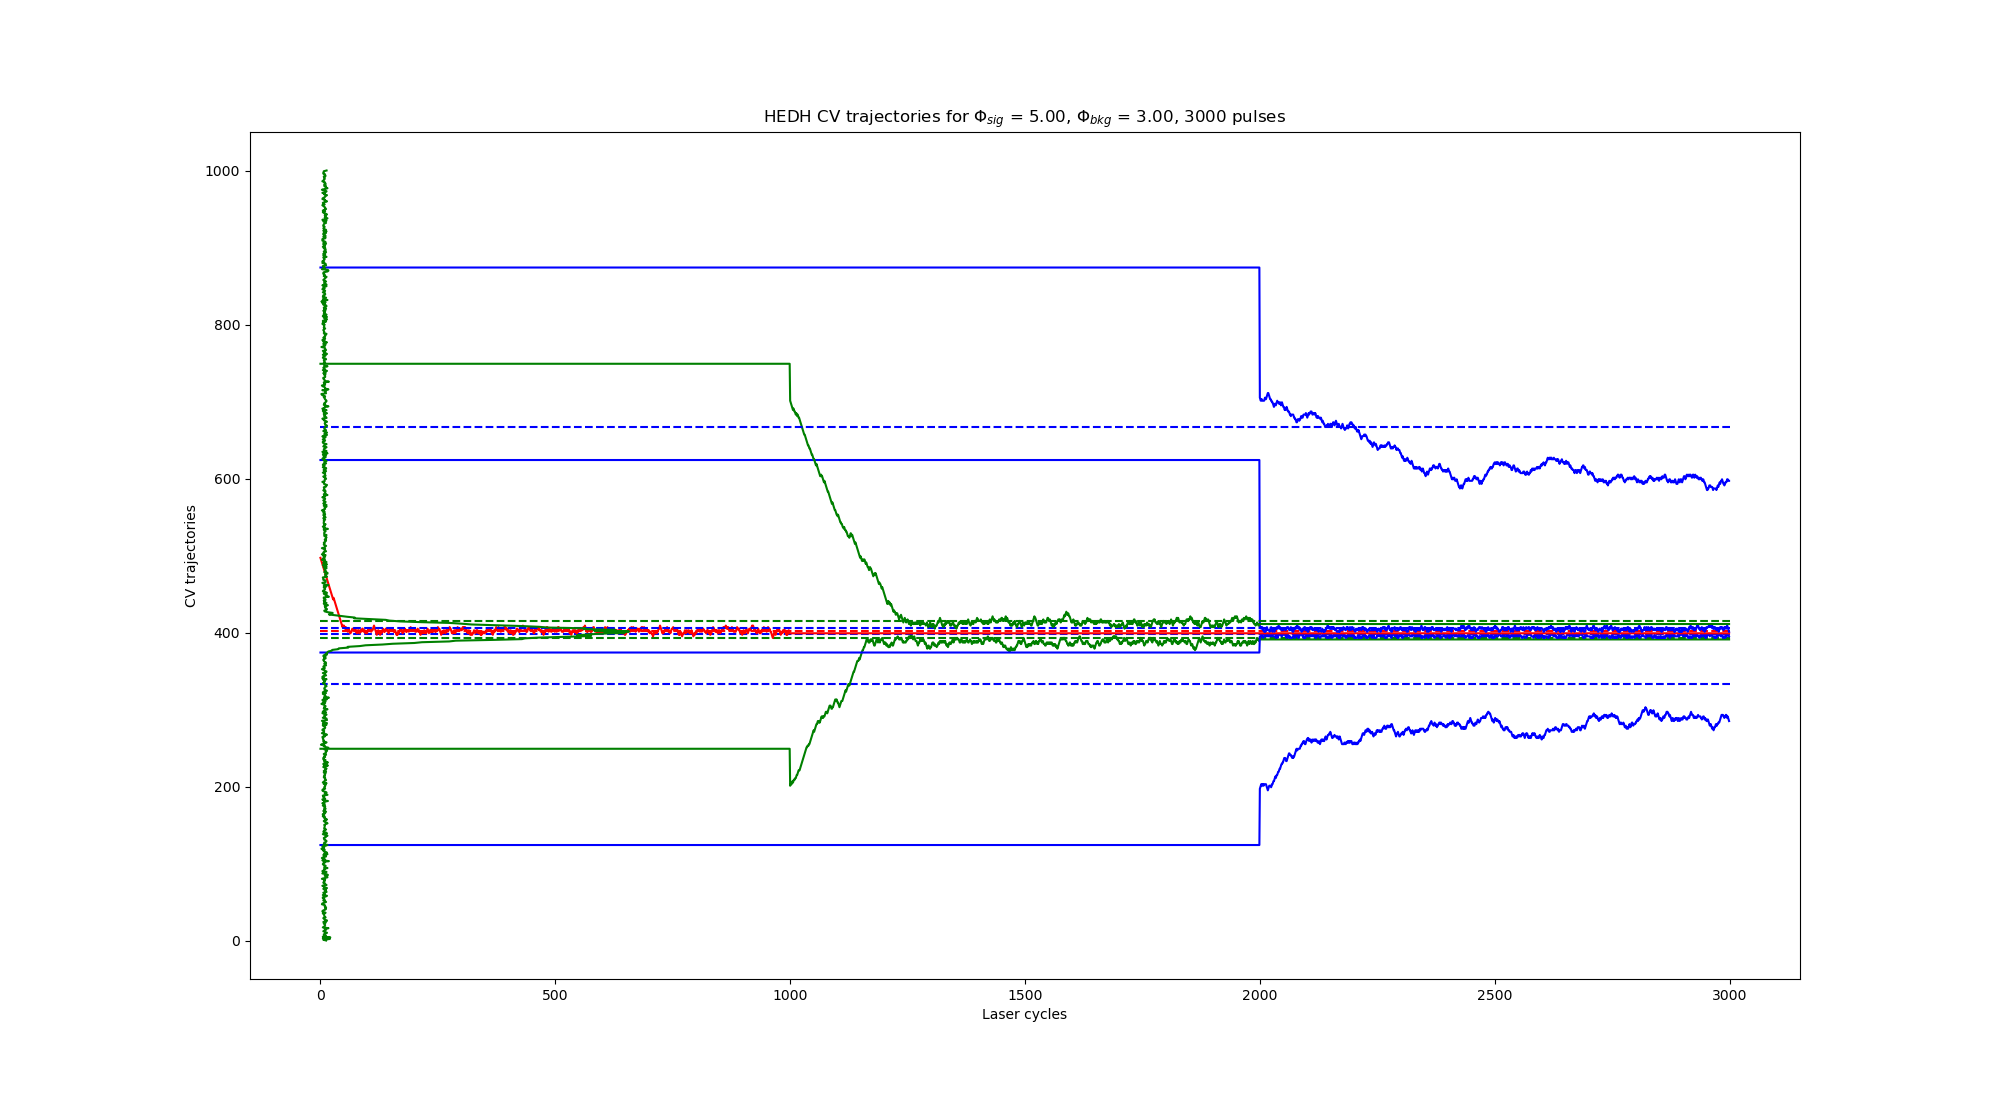 HEDH CV trajectories for Φsig = 5.00, Φbkg = 3.00, 3000 pulses
1000
800
600
400
200
0
CV trajectories
0 500 1000 1500 2000 2500 3000
Laser cycles